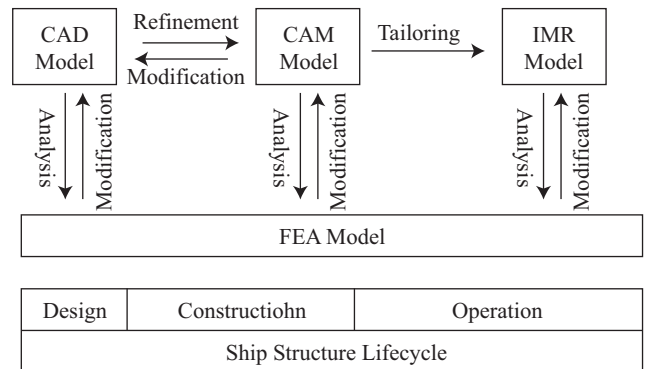 CAD
Model
Refinement
Modification
CAM
Model
Tailoring
IMR
Model
Analysis
Modification
Analysis
Modification
Analysis
Modification
FEA Model
Design
Constructiohn
Operation
Ship Structure Lifecycle